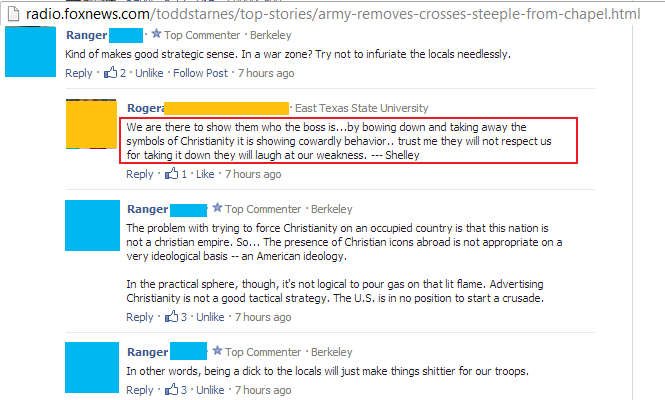 radio.foxnews.com/toddstarnes/top-stories/army-removes-crosses-steeple-from-chapel.html
Ranger · Top Commenter · Berkeley
Kind of makes good strategic sense. In a war zone? Try not to infuriate the locals needlessly.
Reply · 2 · Unlike · Follow Post · 7 hours ago
Rogera · East Texas State University
We are there to show them who the boss is...by bowing down and taking away the
symbols of Christianity it is showing cowardly behavior.. trust me they will not respect us
for taking it down they will laugh at our weakness. --- Shelley
Reply · 1 · Like · 7 hours ago
Ranger · Top Commenter · Berkeley
The problem with trying to force Christianity on an occupied country is that this nation is
not a christian empire. So... The presence of Christian icons abroad is not appropriate on a
very ideological basis -- an American ideology.
In the practical sphere, though, it's not logical to pour gas on that lit flame. Advertising
Christianity is not a good tactical strategy. The U.S. is in no position to start a crusade.
Reply · 3 · Unlike · 7 hours ago
Ranger · Top Commenter · Berkeley
In other words, being a dick to the locals will just make things shittier for our troops.
Reply · 3 · Unlike · 7 hours ago